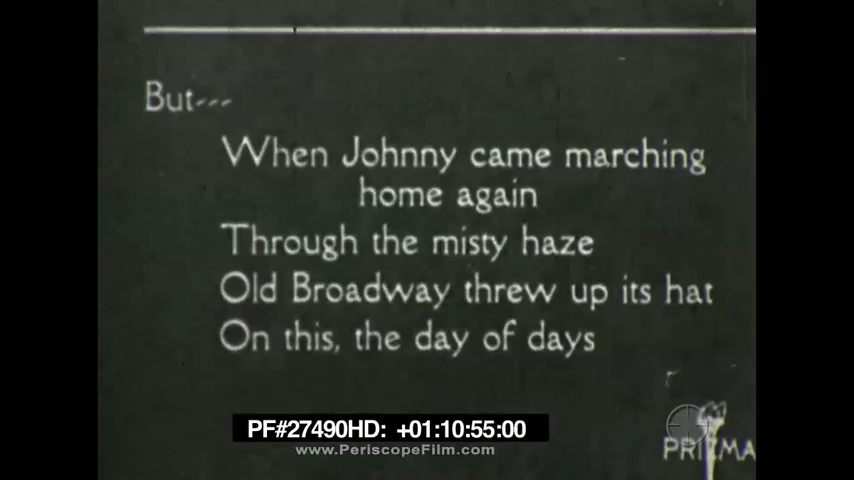 But---
When Johnny came marching
home again
Through the misty haze
Old Broadway threw up its hat
On this, the day of days
PRIZMA
PF#27490HD: +01:10:55:00
www.PeriscopeFilm.com